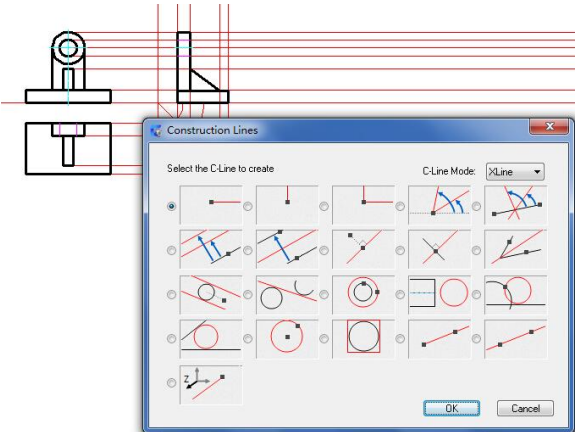 Construction Lines
Select the C-Line to create
C-Line Mode: XLine
Z
OK Cancel